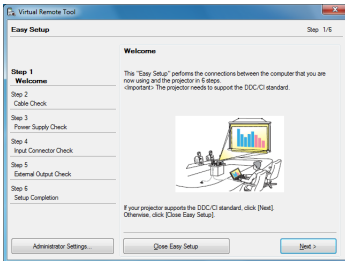 Virtual Remote Tool
Easy Setup
Step 1/6
Welcome
Step 1
Welcome
This "Easy Setup" performs the connections between the computer that you are
now using and the projector in 6 steps.
<Important> The projector needs to support the DDC/CI standard.
Step 2
Cable Check
Step 3
Power Supply Check
Step 4
Input Connector Check
Step 5
External Output Check
Step 6
Setup Completion
If your projector supports the DDC/CI standard, click [Next].
Otherwise, click [Close Easy Setup].
Administrator Settings...
Close Easy Setup
Next >